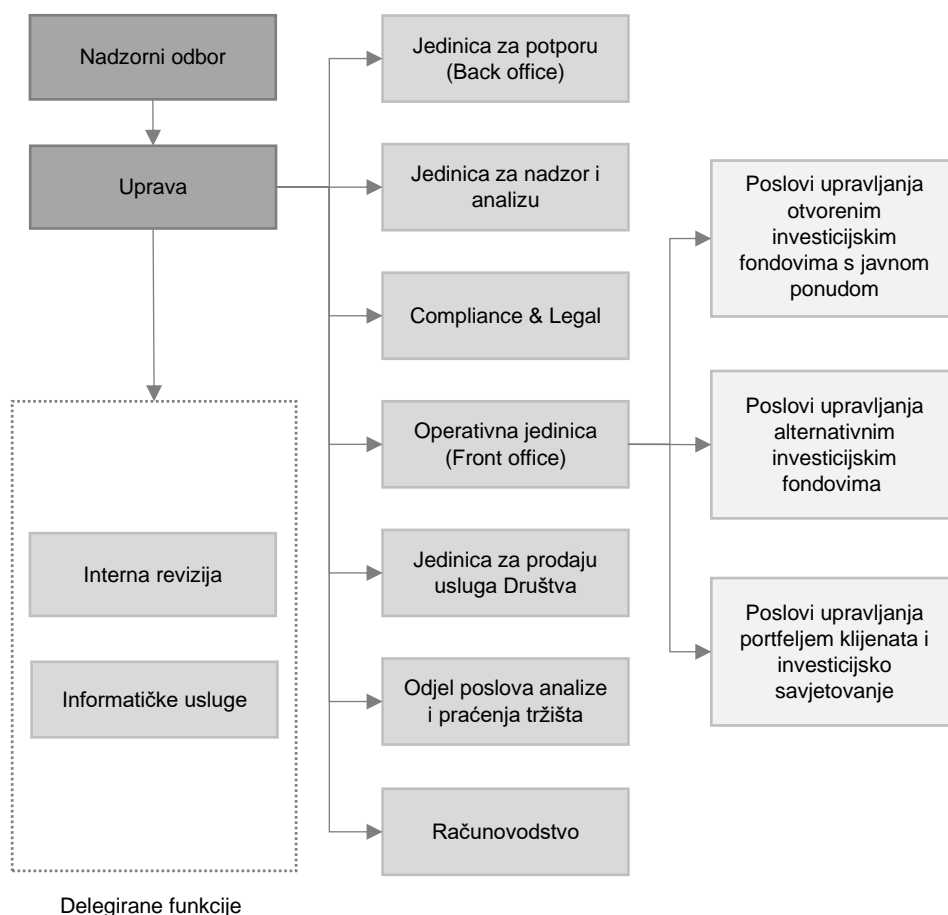 Nadzorni odbor
Uprava
Interna revizija
Informatičke usluge
Delegirane funkcije
Jedinica za potporu
(Back office)
Jedinica za nadzor i
analizu
Compliance & Legal
Operativna jedinica
(Front office)
Jedinica za prodaju
usluga Društva
Odjel poslova analize
i praćenja tržišta
Računovodstvo
Poslovi upravljanja
otvorenim
investicijskim
fondovima s javnom
ponudom
Poslovi upravljanja
alternativnim
investicijskim
fondovima
Poslovi upravljanja
portfeljem klijenata i
investicijsko
savjetovanje